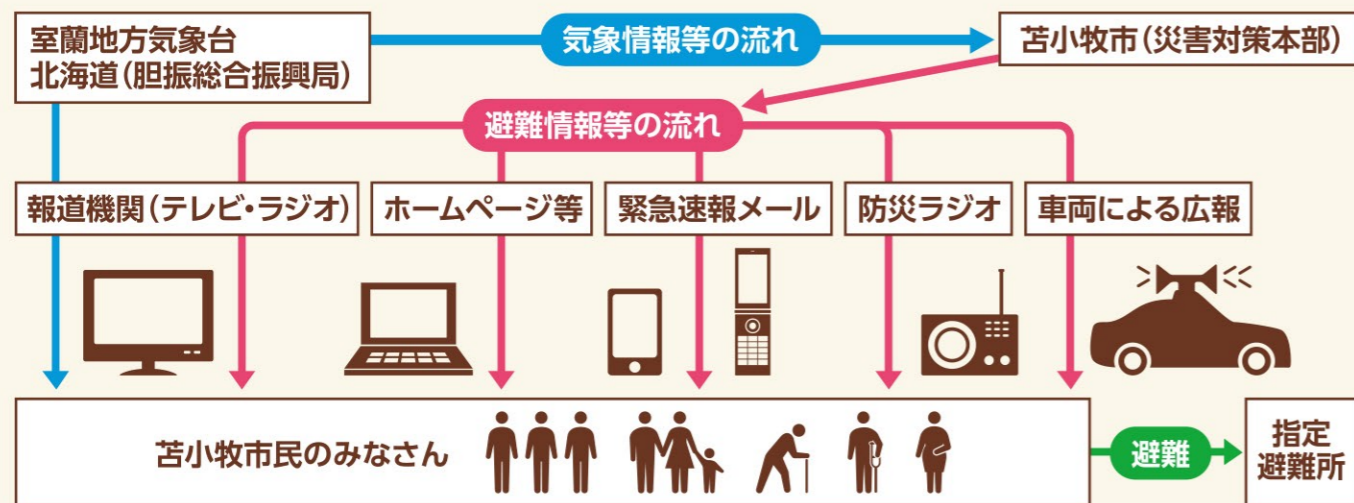 室蘭地方気象台
北海道(胆振総合振興局)
気象情報等の流れ
苫小牧市(災害対策本部)
避難情報等の流れ
報道機関(テレビ・ラジオ)
ホームページ等
緊急速報メール
防災ラジオ
車両による広報
苫小牧市民のみなさん
避難
指定
避難所